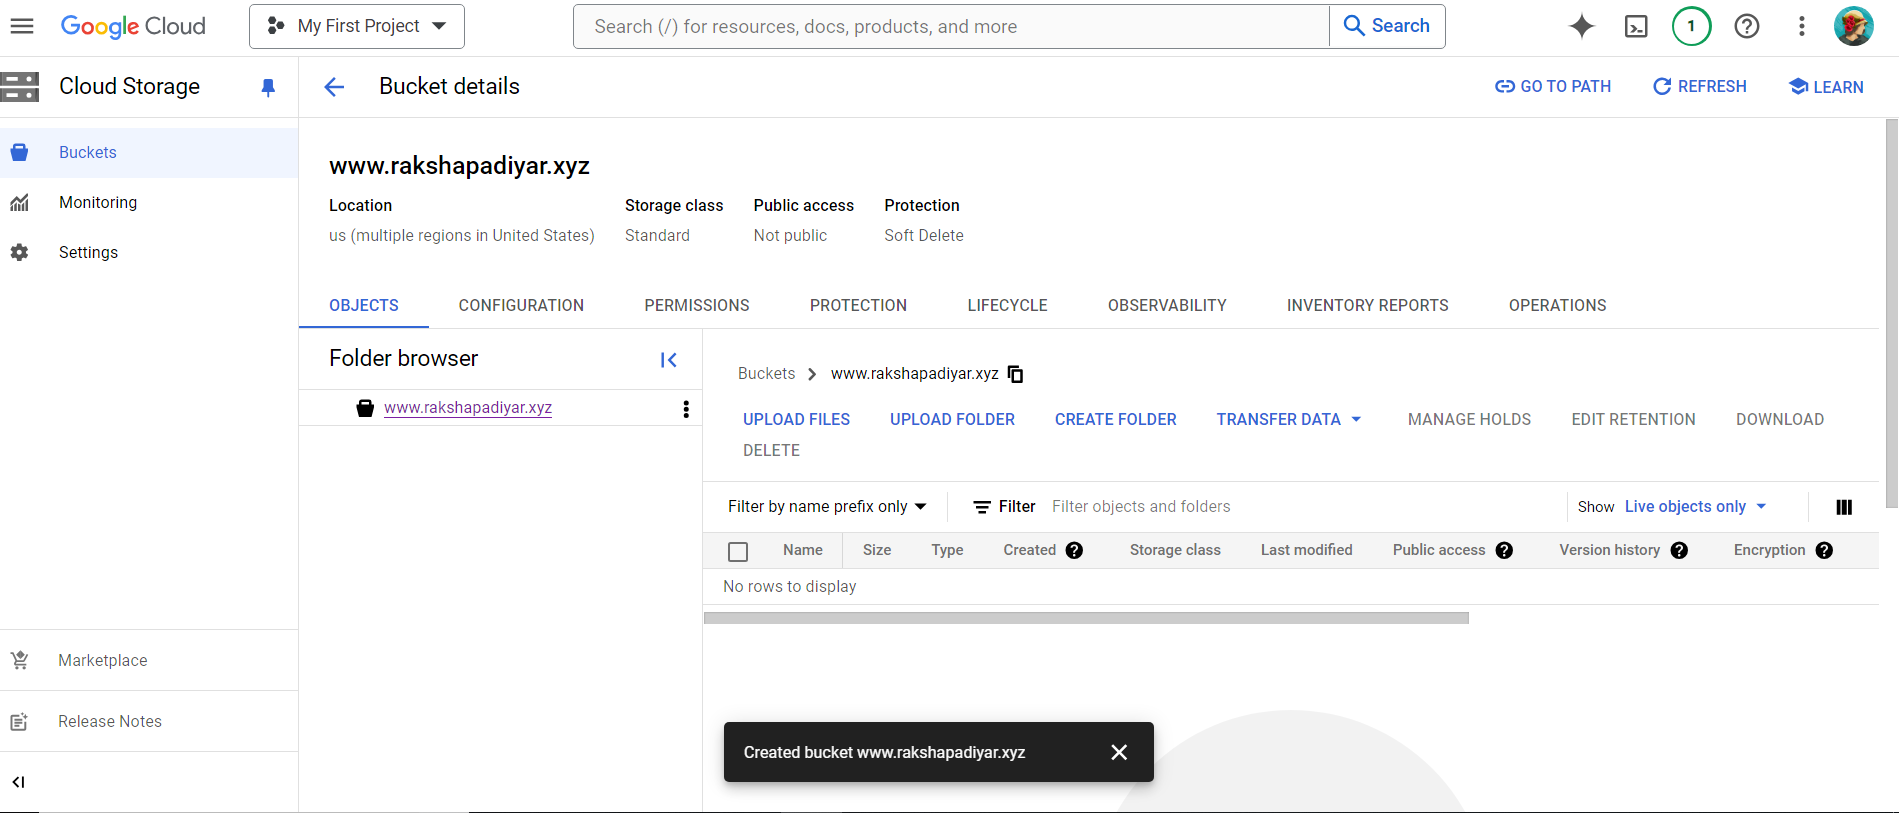 Google Cloud My First Project Search (/) for resources, docs, products, and more Search 1
Cloud Storage Bucket details GO TO PATH REFRESH LEARN
Buckets
Monitoring
Settings
www.rakshapadiyar.xyz
Location Storage class Public access Protection
us (multiple regions in United States) Standard Not public Soft Delete
OBJECTS CONFIGURATION PERMISSIONS PROTECTION LIFECYCLE OBSERVABILITY INVENTORY REPORTS OPERATIONS
Folder browser
www.rakshapadiyar.xyz
Buckets > www.rakshapadiyar.xyz
UPLOAD FILES UPLOAD FOLDER CREATE FOLDER TRANSFER DATA MANAGE HOLDS EDIT RETENTION DOWNLOAD
DELETE
Filter by name prefix only Filter Filter objects and folders Show Live objects only
Name Size Type Created ? Storage class Last modified Public access ? Version history ? Encryption ?
No rows to display
Marketplace
Release Notes
Created bucket www.rakshapadiyar.xyz